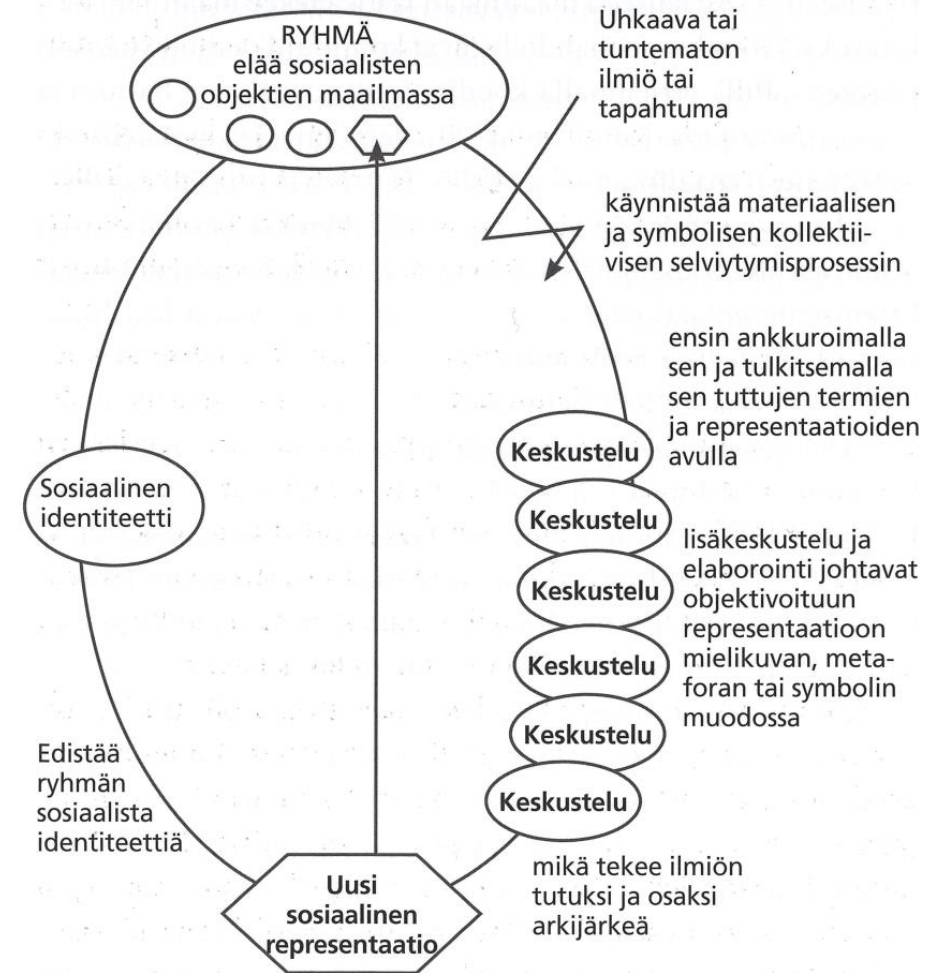 RYHMÄ
elää sosiaalisten
objektien maailmassa
Uhkaava tai
tuntematon
ilmiö tai
tapahtuma
käynnistää materiaalisen
ja symbolisen kollektii-
visen selviytymisprosessin
ensin ankkuroimalla
sen ja tulkitsemalla
sen tuttujen termien
ja representaatioiden
avulla
Keskustelu
Keskustelu
Keskustelu
Keskustelu
Keskustelu
Keskustelu
lisäkeskustelu ja
elaborointi johtavat
objektivoituun
representaatioon
mielikuvan, meta-
foran tai symbolin
muodossa
Sosiaalinen
identiteetti
Edistää
ryhmän
sosiaalista
identiteettiä
mikä tekee ilmiön
tutuksi ja osaksi
arkijärkeä
Uusi
sosiaalinen
representaatio